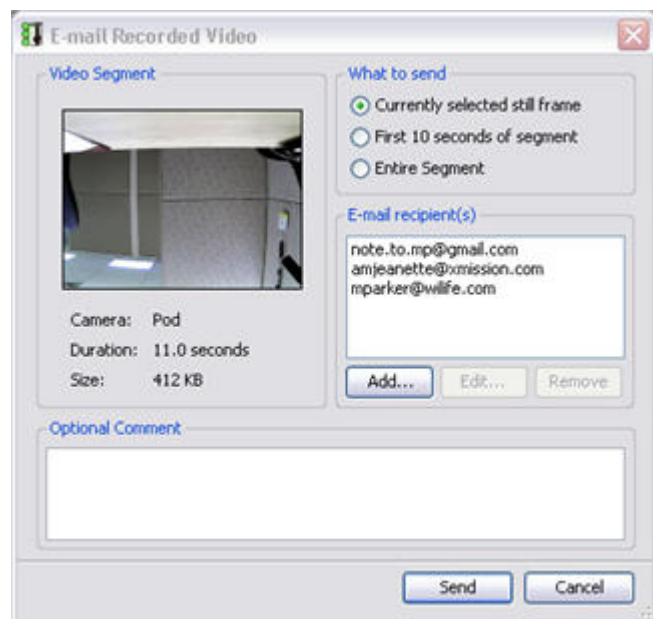 E-mail Recorded Video
Video Segment
Camera: Pod
Duration: 11.0 seconds
Size: 412 KB
What to send
Currently selected still frame
First 10 seconds of segment
Entire Segment
E-mail recipient(s)
note.to.mp@gmail.com
amjeanette@xmission.com
mparker@wilife.com
Add... Edit... Remove
Optional Comment
Send Cancel